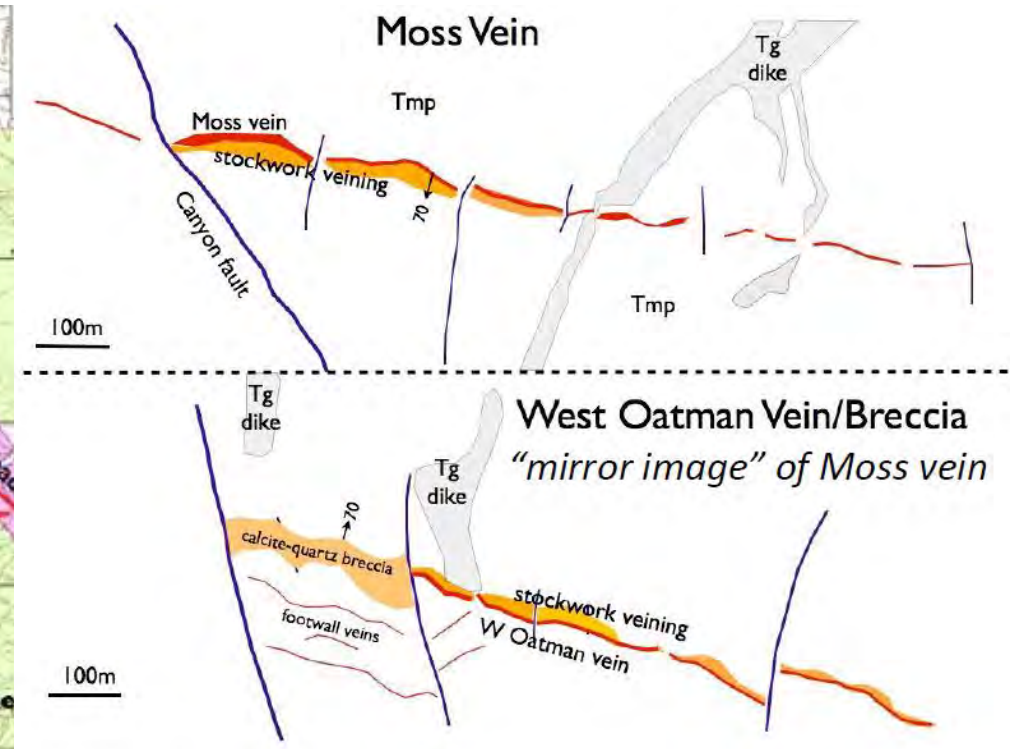 Moss Vein
Tg
dike
Tmp
Moss vein
stockwork veining
70
Canyon fault
Tmp
100m
Tg
dike
West Oatman Vein/Breccia
“mirror image” of Moss vein
Tg
dike
70
calcite-quartz breccia
stockwork veining
footwall veins
W Oatman vein
100m